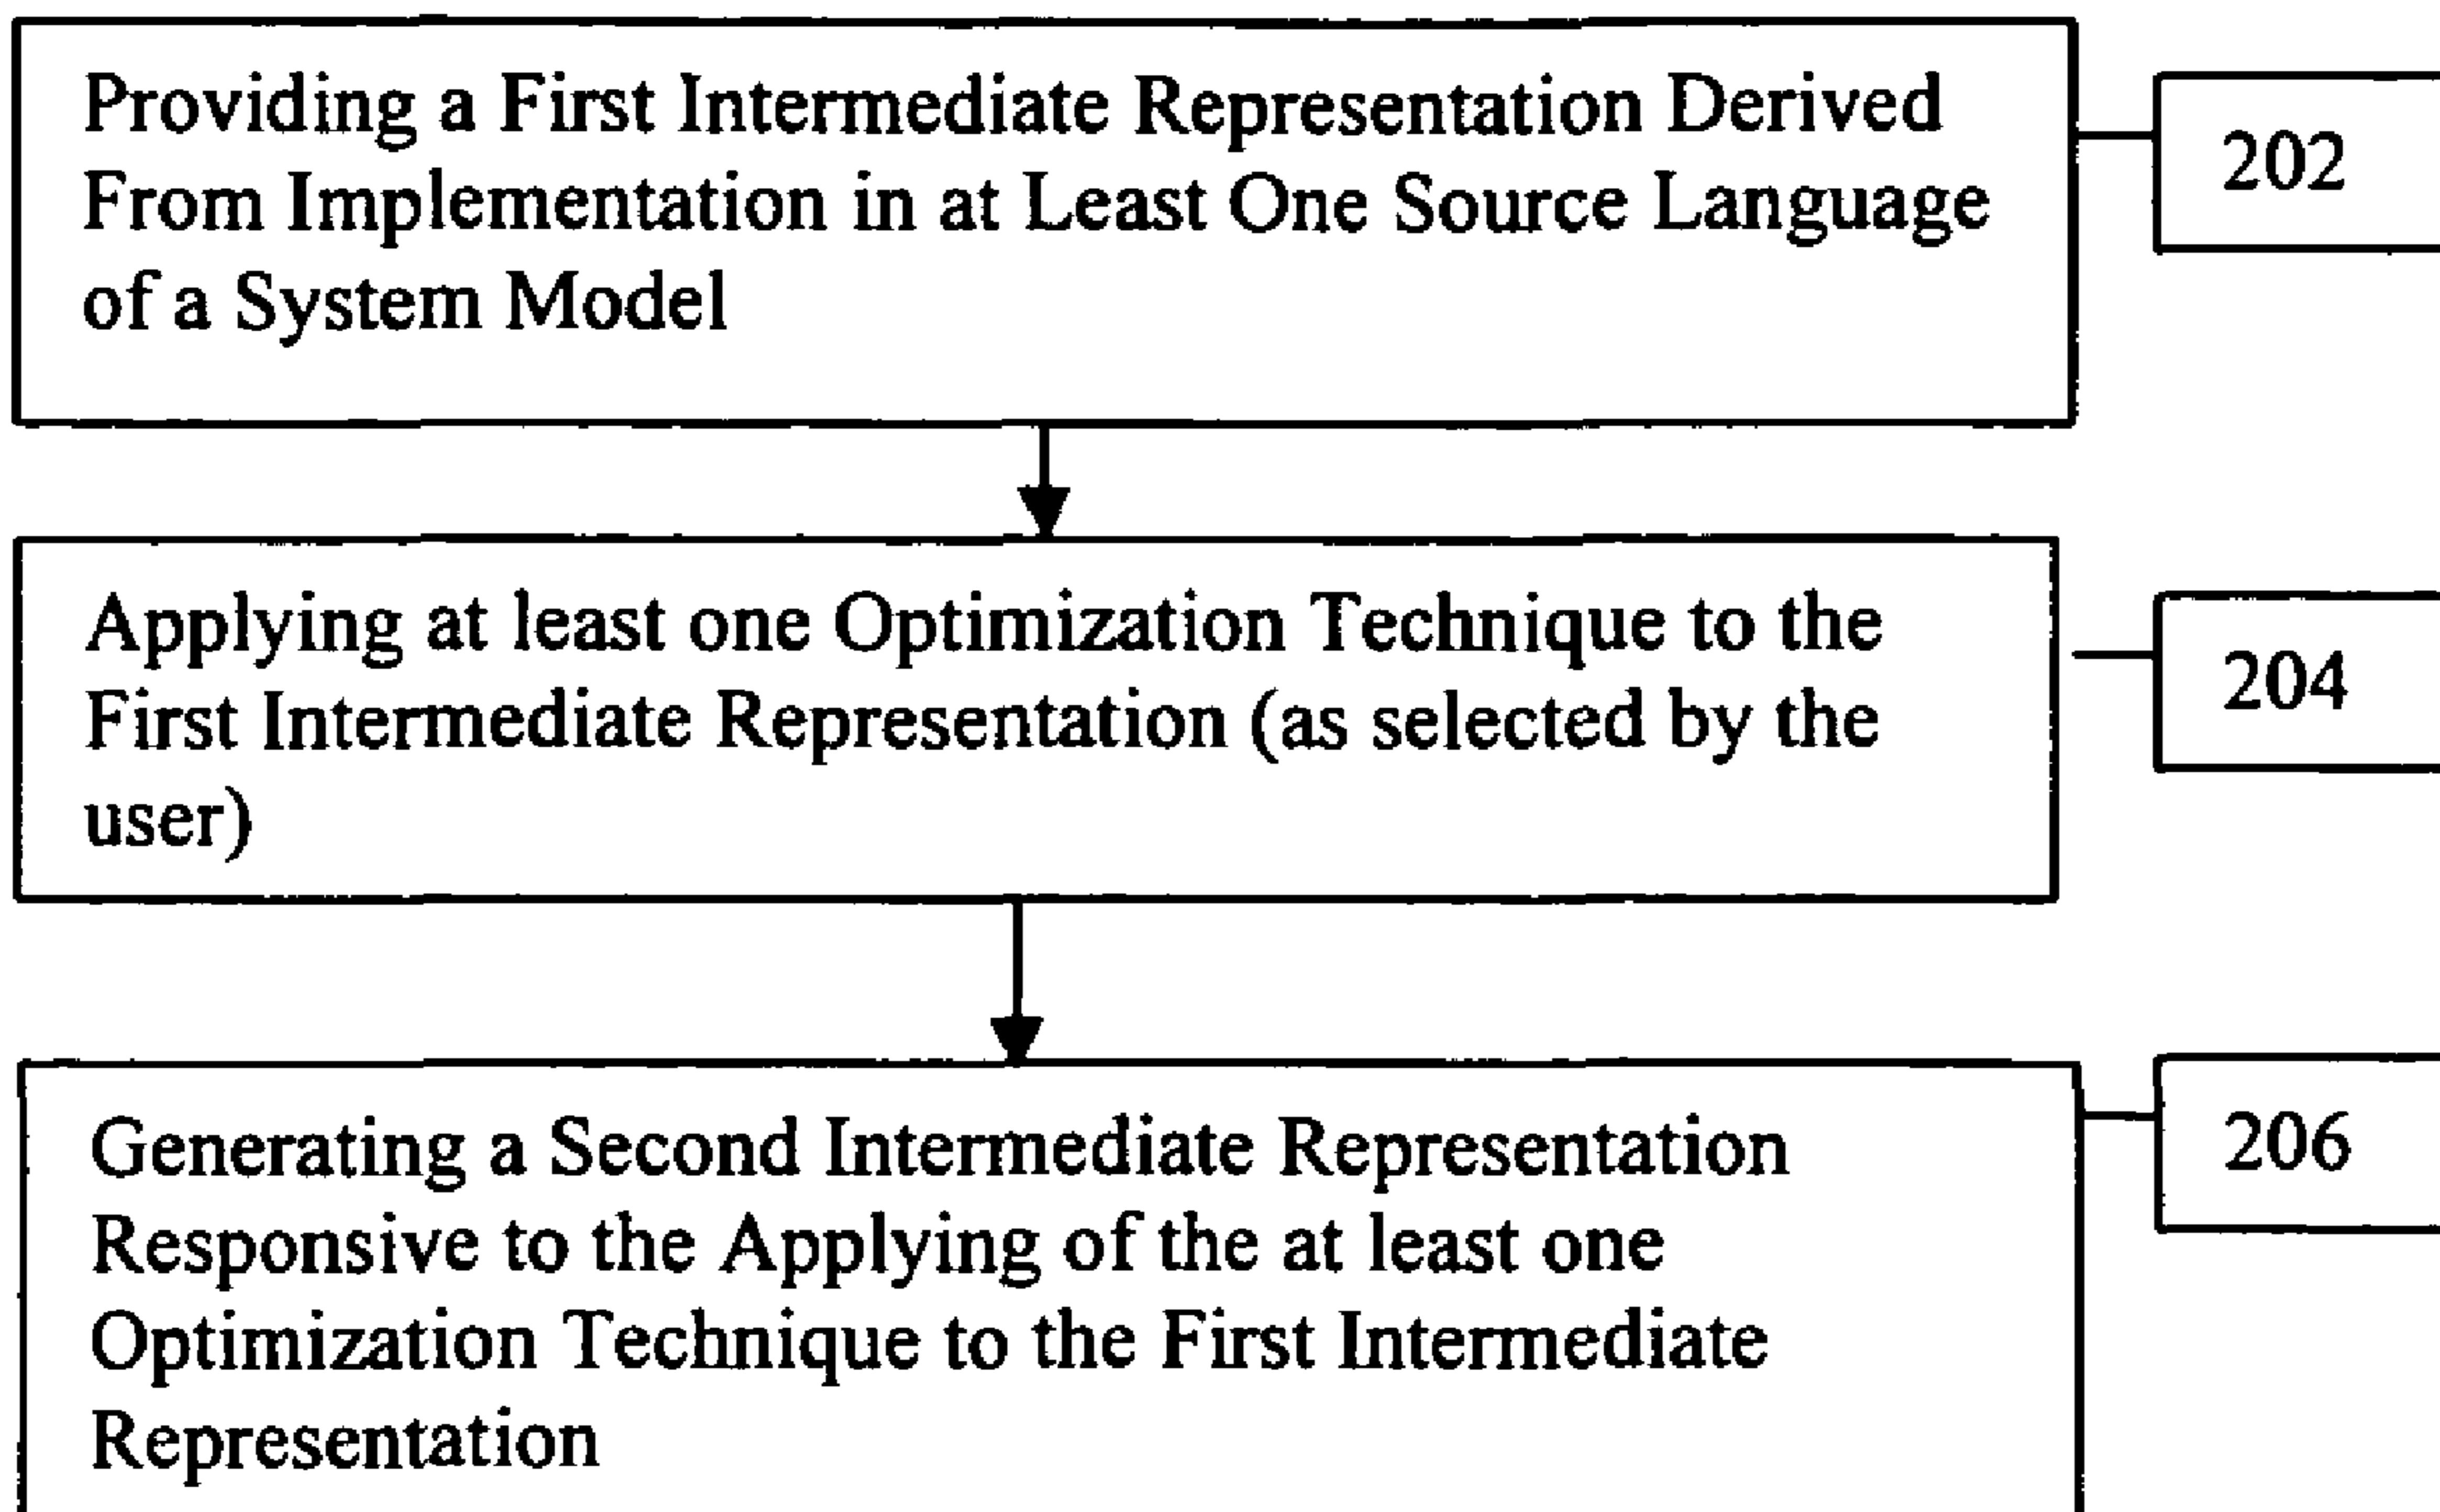 Providing a First Intermediate Representation Derived
From Implementation in at Least One Source Language
of a System Model
202
Applying at least one Optimization Technique to the
First Intermediate Representation (as selected by the
user)
204
Generating a Second Intermediate Representation
Responsive to the Applying of the at least one
Optimization Technique to the First Intermediate
Representation
206